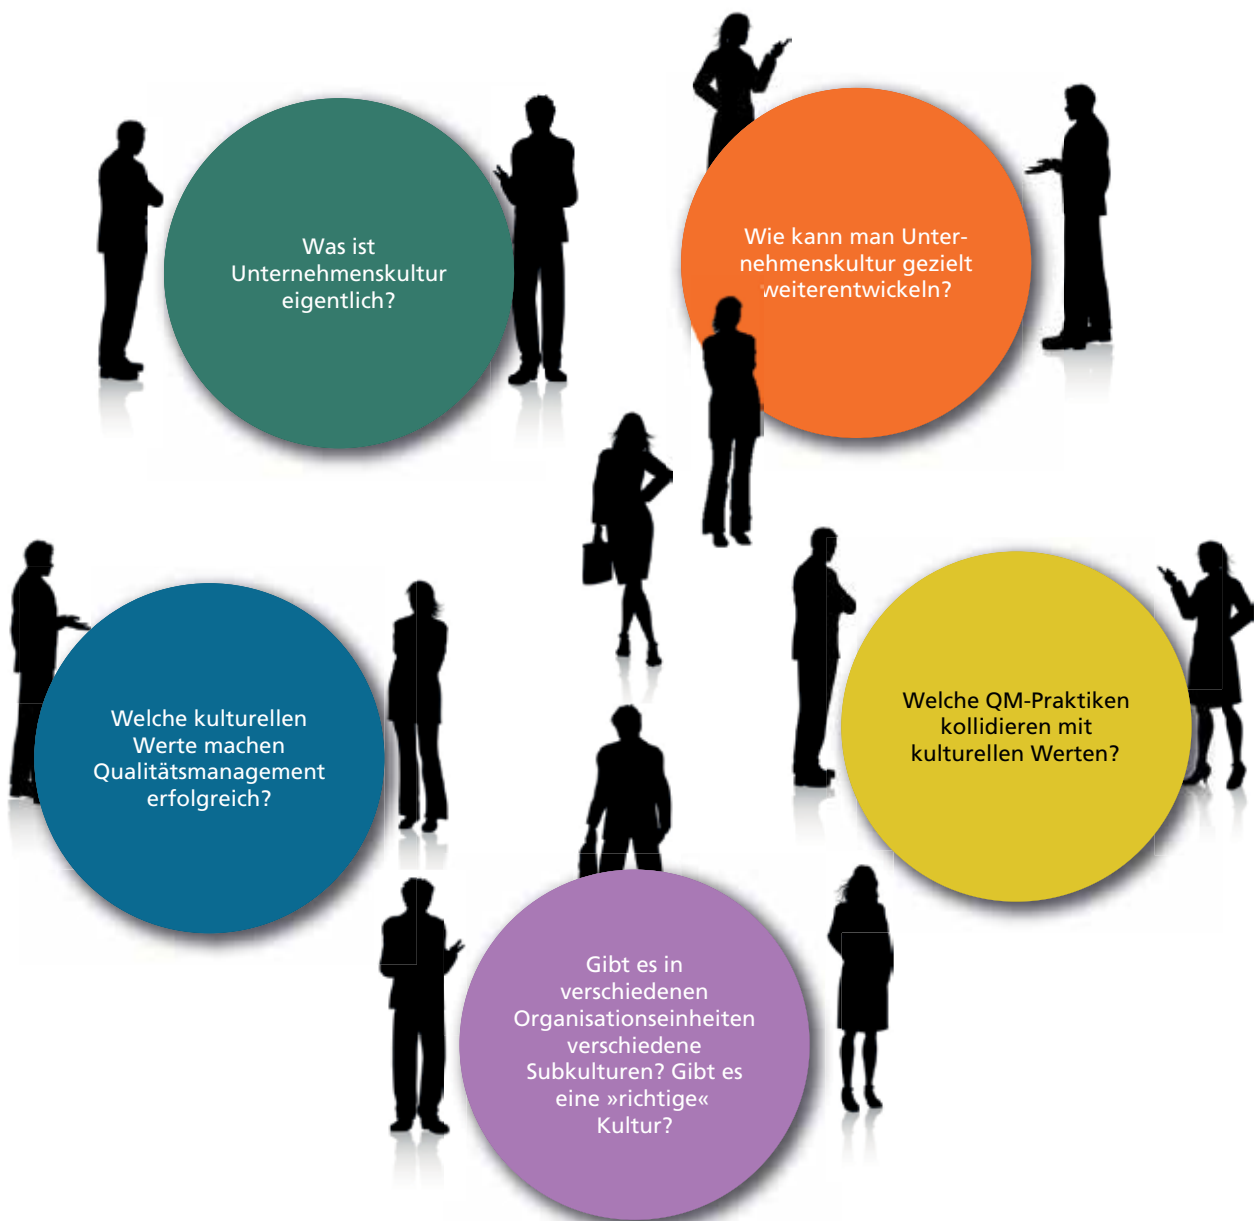 Was ist
Unternehmenskultur
eigentlich?
Wie kann man Unter-
nehmenskultur gezielt
weiterentwickeln?
Welche kulturellen
Werte machen
Qualitätsmanagement
erfolgreich?
Welche QM-Praktiken
kollidieren mit
kulturellen Werten?
Gibt es in
verschiedenen
Organisationseinheiten
verschiedene
Subkulturen? Gibt es
eine »richtige«
Kultur?